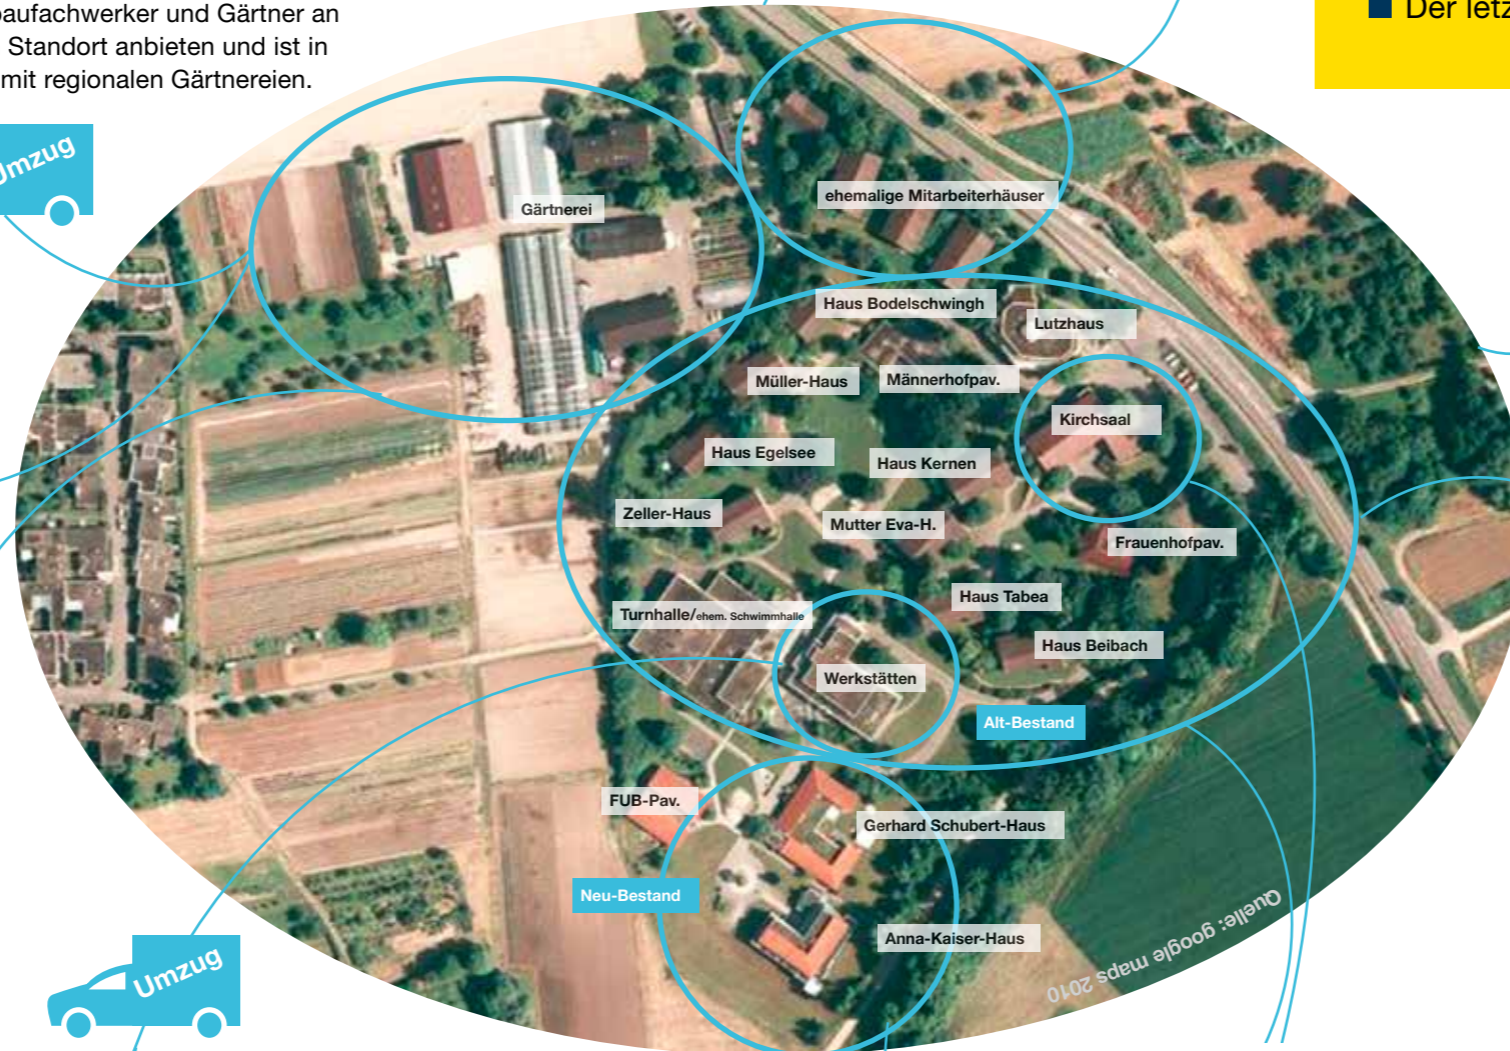 baufachwerker und Gärtner an
Standort anbieten und ist in
mit regionalen Gärtnereien.
Der letz
Umzug
Gärtnerei
ehemalige Mitarbeiterhäuser
Haus Bodelschwingh
Lutzhaus
Müller-Haus
Männerhofpav.
Kirchsaal
Haus Egelsee
Haus Kernen
Zeller-Haus
Mutter Eva-H.
Frauenhofpav.
Haus Tabea
Turnhalle/ehem. Schwimmhalle
Haus Beibach
Werkstätten
Alt-Bestand
FUB-Pav.
Gerhard Schubert-Haus
Neu-Bestand
Anna-Kaiser-Haus
Quelle: google maps 2010
Umzug